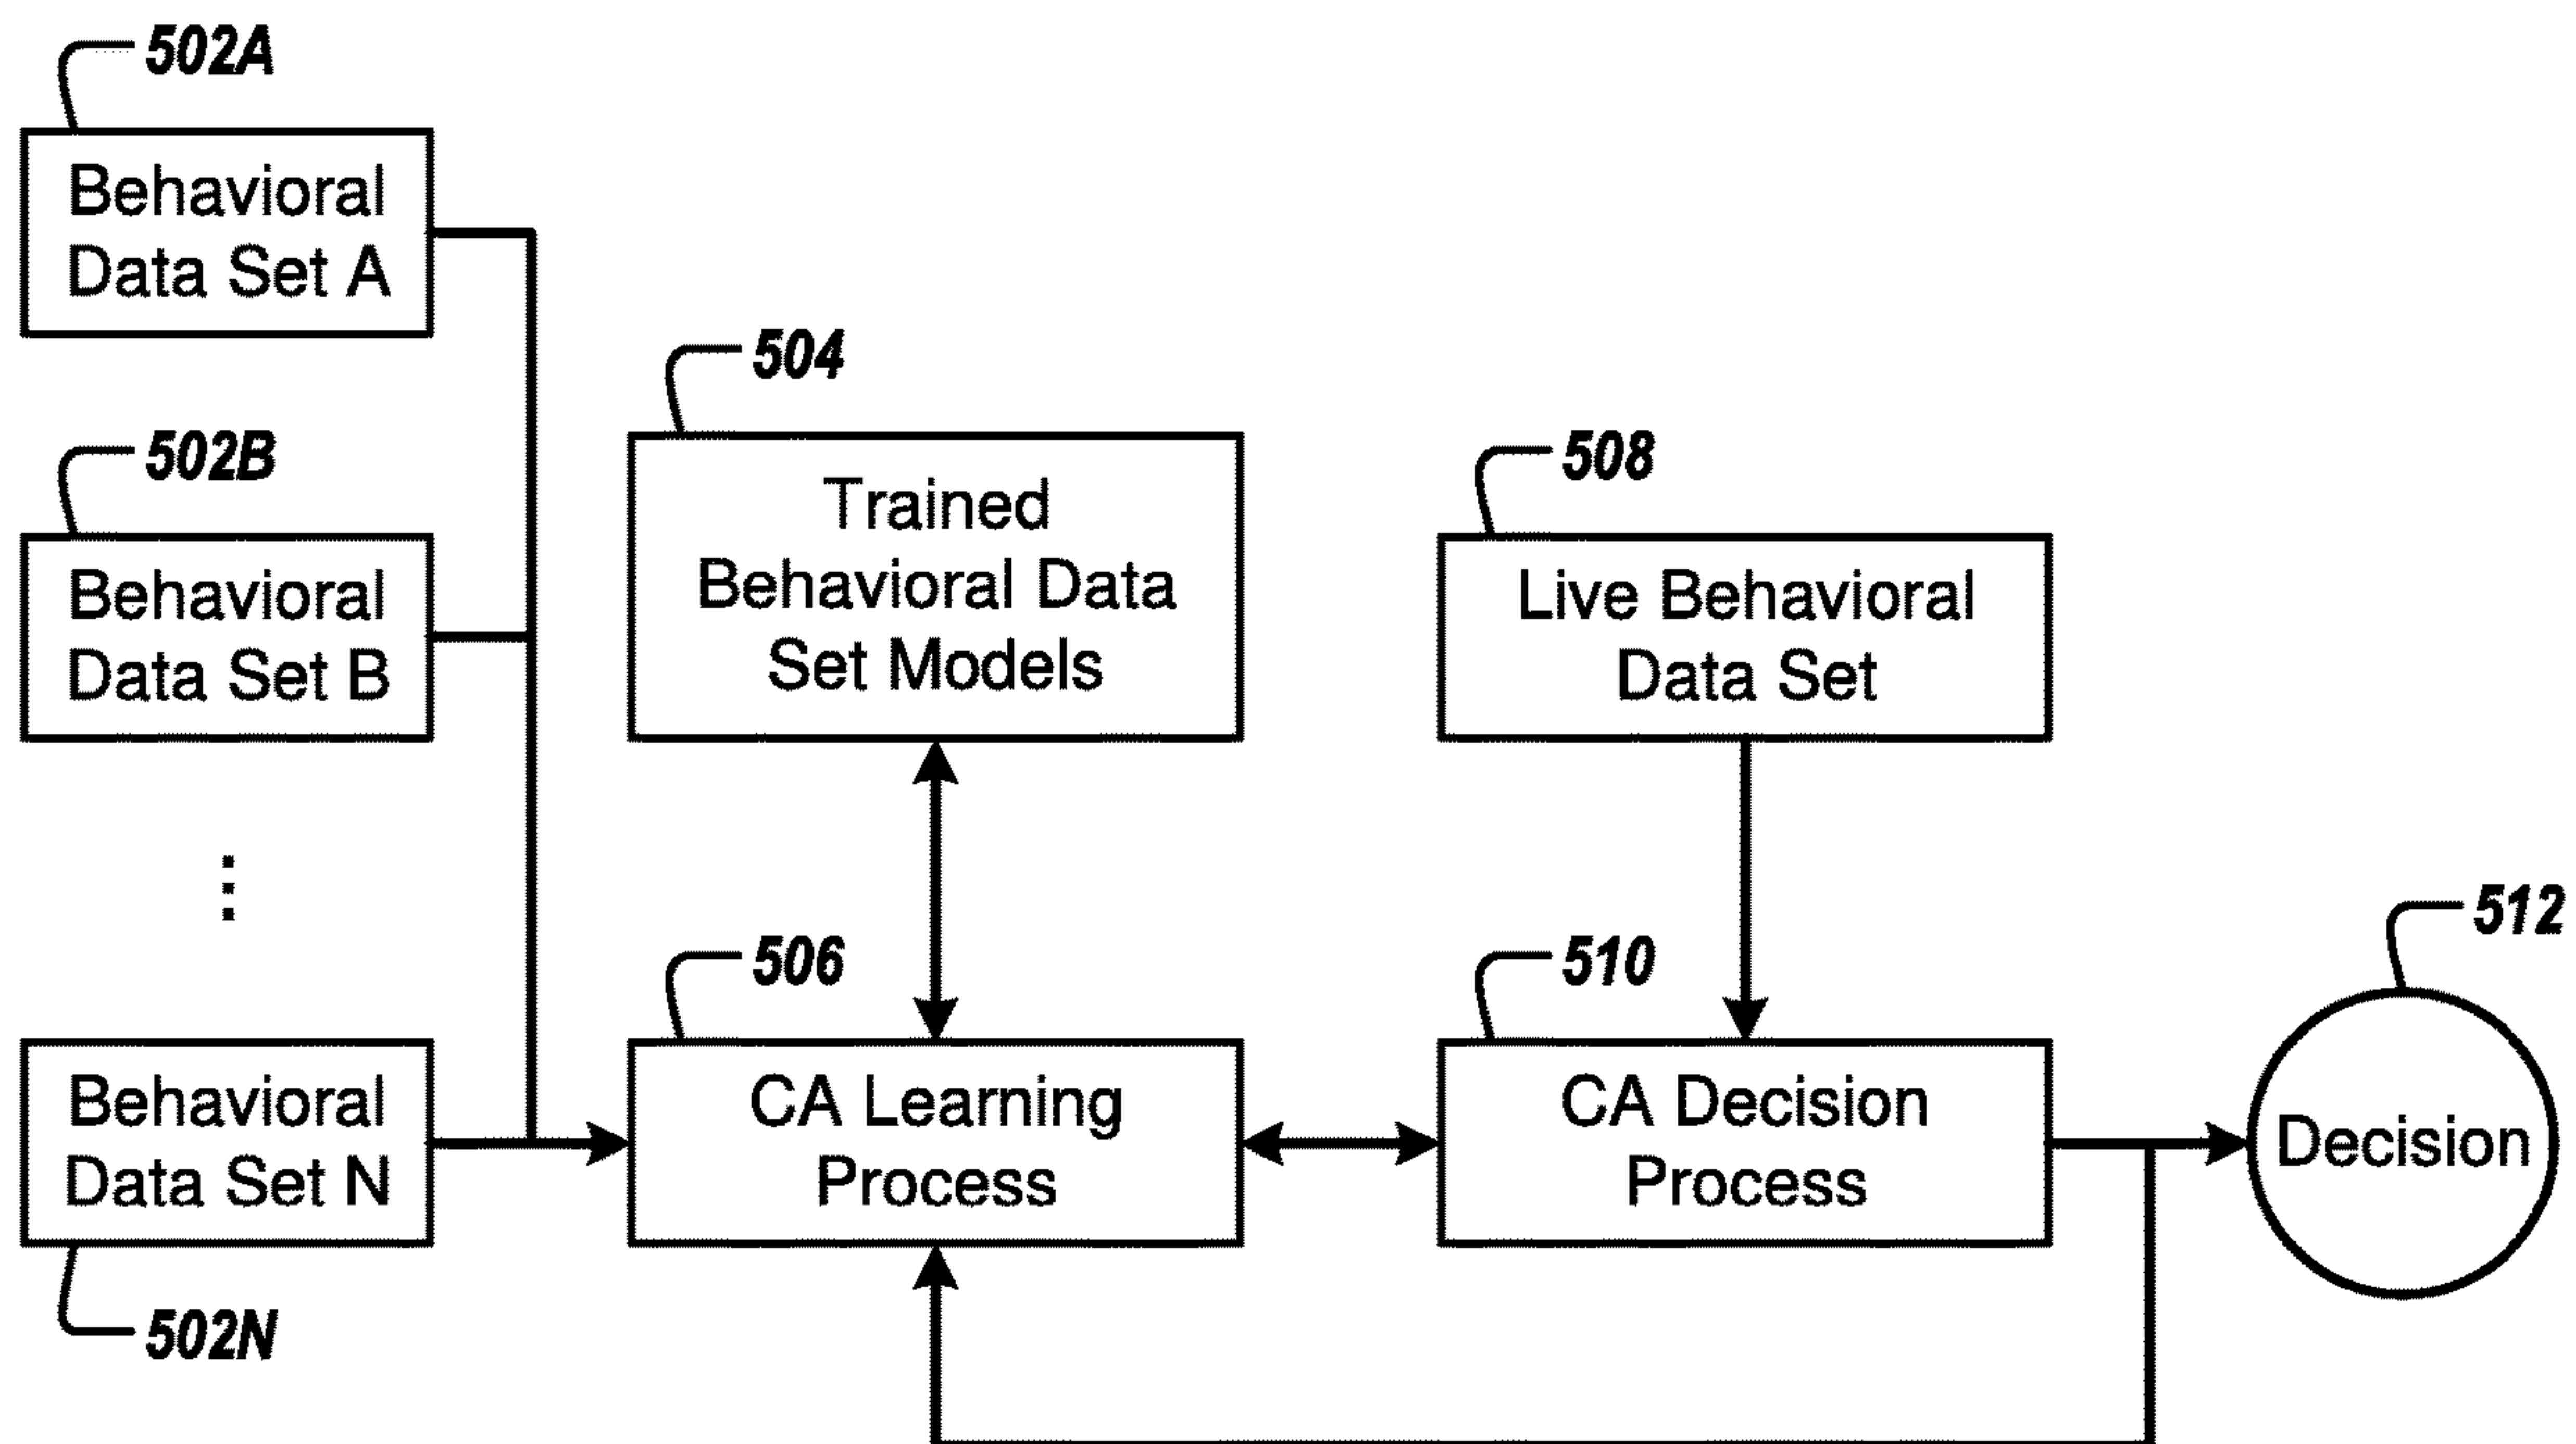 502A
Behavioral
Data Set A
502B
Behavioral
Data Set B
⋮
Behavioral
Data Set N
502N
504
Trained
Behavioral Data
Set Models
506
CA Learning
Process
508
Live Behavioral
Data Set
510
CA Decision
Process
512
Decision